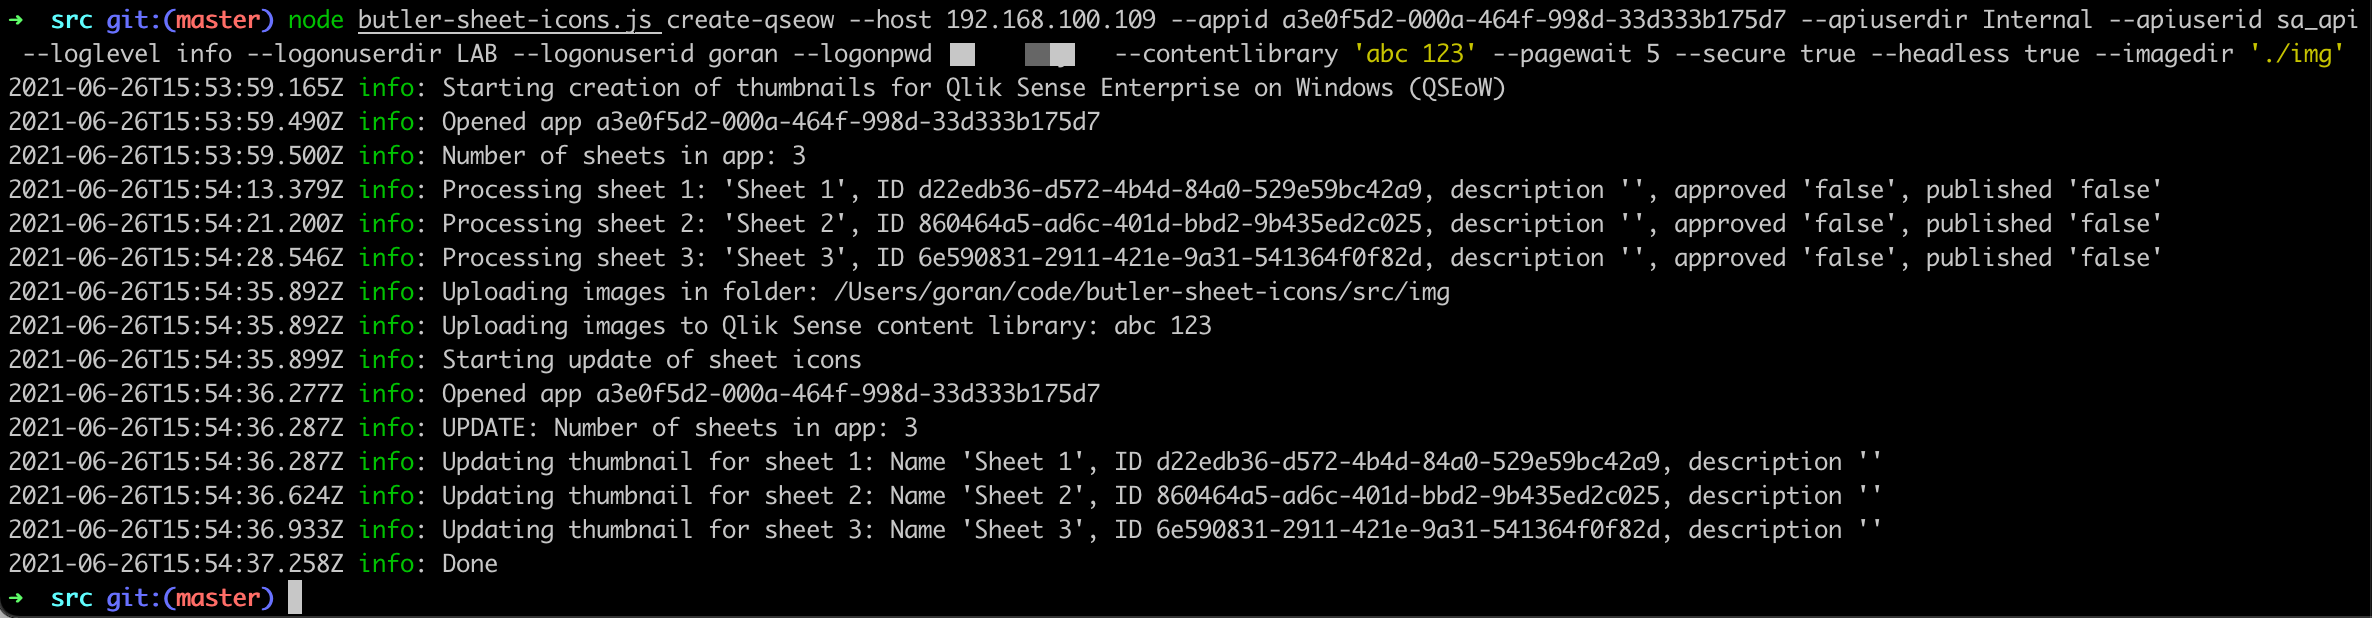 ➜ src git:(master) node butler-sheet-icons.js create-qseow --host 192.168.100.109 --appid a3e0f5d2-000a-464f-998d-33d333b175d7 --apiuserdir Internal --apiuserid sa_api
--loglevel info --logonuserdir LAB --logonuserid goran --logonpwd --contentlibrary 'abc 123' --pagewait 5 --secure true --headless true --imagedir './img'
2021-06-26T15:53:59.165Z info: Starting creation of thumbnails for Qlik Sense Enterprise on Windows (QSEoW)
2021-06-26T15:53:59.490Z info: Opened app a3e0f5d2-000a-464f-998d-33d333b175d7
2021-06-26T15:53:59.500Z info: Number of sheets in app: 3
2021-06-26T15:54:13.379Z info: Processing sheet 1: 'Sheet 1', ID d22edb36-d572-4b4d-84a0-529e59bc42a9, description '', approved 'false', published 'false'
2021-06-26T15:54:21.200Z info: Processing sheet 2: 'Sheet 2', ID 860464a5-ad6c-401d-bbd2-9b435ed2c025, description '', approved 'false', published 'false'
2021-06-26T15:54:28.546Z info: Processing sheet 3: 'Sheet 3', ID 6e590831-2911-421e-9a31-541364f0f82d, description '', approved 'false', published 'false'
2021-06-26T15:54:35.892Z info: Uploading images in folder: /Users/goran/code/butler-sheet-icons/src/img
2021-06-26T15:54:35.892Z info: Uploading images to Qlik Sense content library: abc 123
2021-06-26T15:54:35.899Z info: Starting update of sheet icons
2021-06-26T15:54:36.277Z info: Opened app a3e0f5d2-000a-464f-998d-33d333b175d7
2021-06-26T15:54:36.287Z info: UPDATE: Number of sheets in app: 3
2021-06-26T15:54:36.287Z info: Updating thumbnail for sheet 1: Name 'Sheet 1', ID d22edb36-d572-4b4d-84a0-529e59bc42a9, description ''
2021-06-26T15:54:36.624Z info: Updating thumbnail for sheet 2: Name 'Sheet 2', ID 860464a5-ad6c-401d-bbd2-9b435ed2c025, description ''
2021-06-26T15:54:36.933Z info: Updating thumbnail for sheet 3: Name 'Sheet 3', ID 6e590831-2911-421e-9a31-541364f0f82d, description ''
2021-06-26T15:54:37.258Z info: Done
➜ src git:(master)